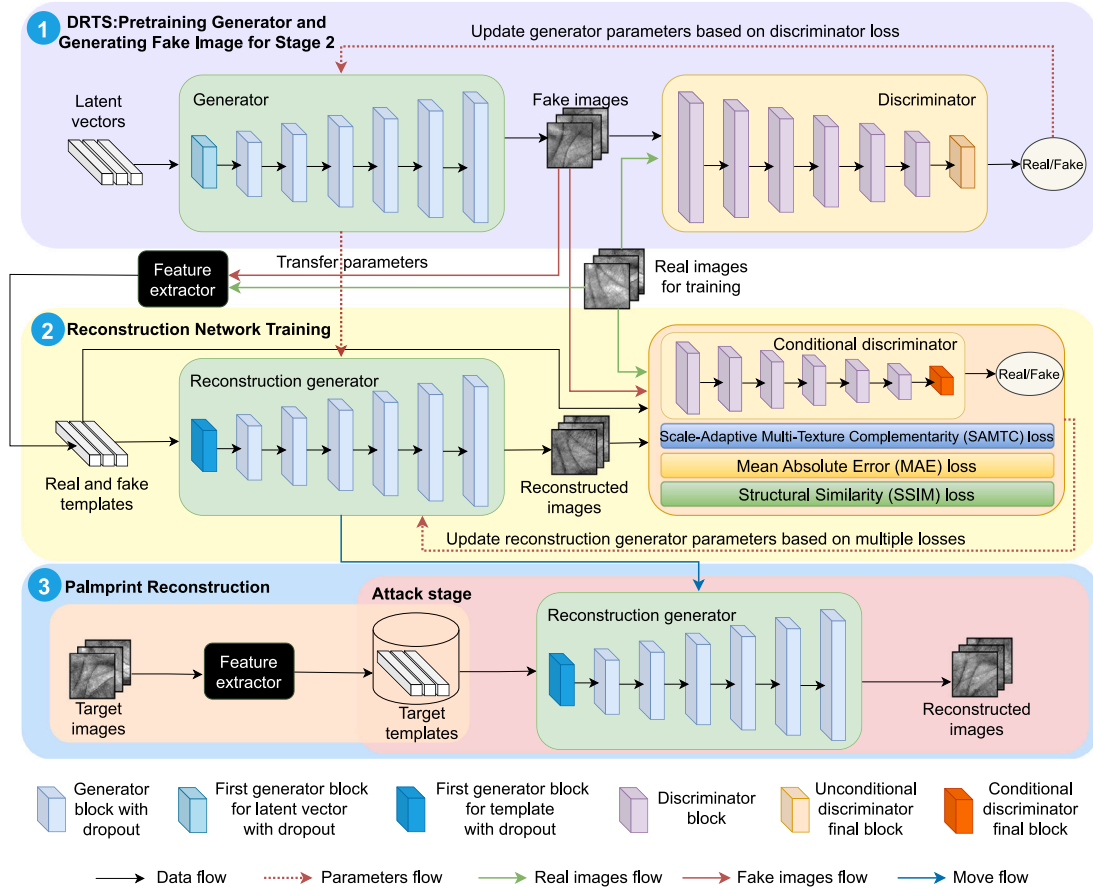 1
DRTS:Pretraining Generator and
Generating Fake Image for Stage 2
Update generator parameters based on discriminator loss
Latent
vectors
Generator
Fake images
Discriminator
Real/Fake
Feature
extractor
Transfer parameters
Real images
for training
2
Reconstruction Network Training
Reconstruction generator
Conditional discriminator
Real/Fake
Scale-Adaptive Multi-Texture Complementarity (SAMTC) loss
Mean Absolute Error (MAE) loss
Structural Similarity (SSIM) loss
Real and fake
templates
Reconstructed
images
Update reconstruction generator parameters based on multiple losses
3
Palmprint Reconstruction
Attack stage
Reconstruction generator
Feature
extractor
Target
images
Target
templates
Reconstructed
images
Generator
block with
dropout
First generator block
for latent vector
with dropout
First generator block
for template
with dropout
Discriminator
block
Unconditional
discriminator
final block
Conditional
discriminator
final block
Data flow
Parameters flow
Real images flow
Fake images flow
Move flow